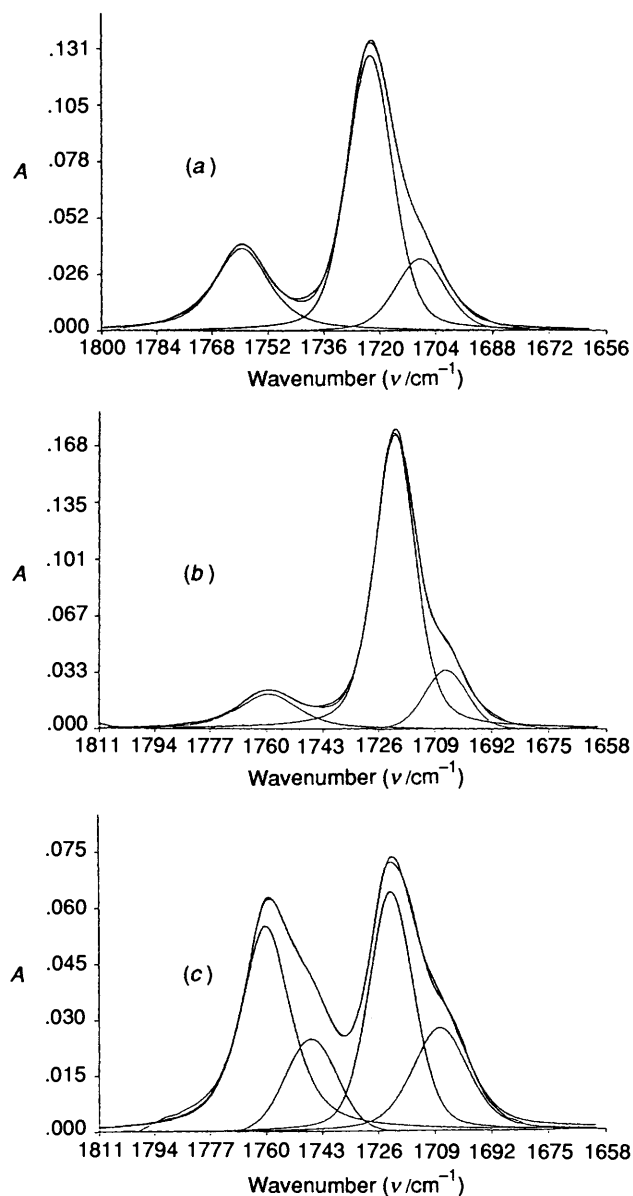 .131
.105
.078
A
(a)
.052
.026
.000
1800 1784 1768 1752 1736 1720 1704 1688 1672 1656
Wavenumber (ν/cm⁻¹)
.168
.135
.101
A
(b)
.067
.033
.000
1811 1794 1777 1760 1743 1726 1709 1692 1675 1658
Wavenumber (ν/cm⁻¹)
.075
.060
.045
A
(c)
.030
.015
.000
1811 1794 1777 1760 1743 1726 1709 1692 1675 1658
Wavenumber (ν/cm⁻¹)